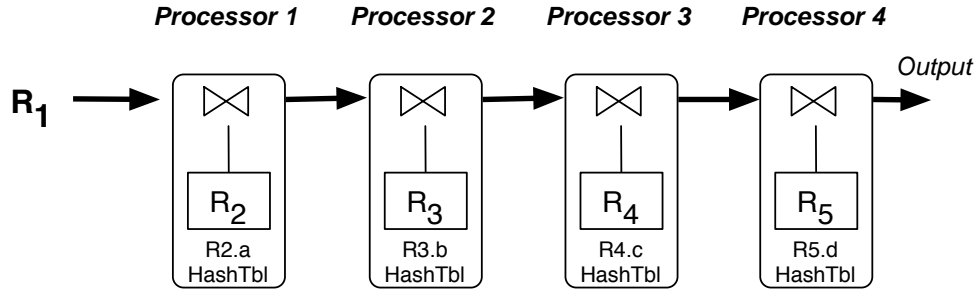 Processor 1 Processor 2 Processor 3 Processor 4
Output
R1
R2 R3 R4 R5
R2.a R3.b R4.c R5.d
HashTbl HashTbl HashTbl HashTbl